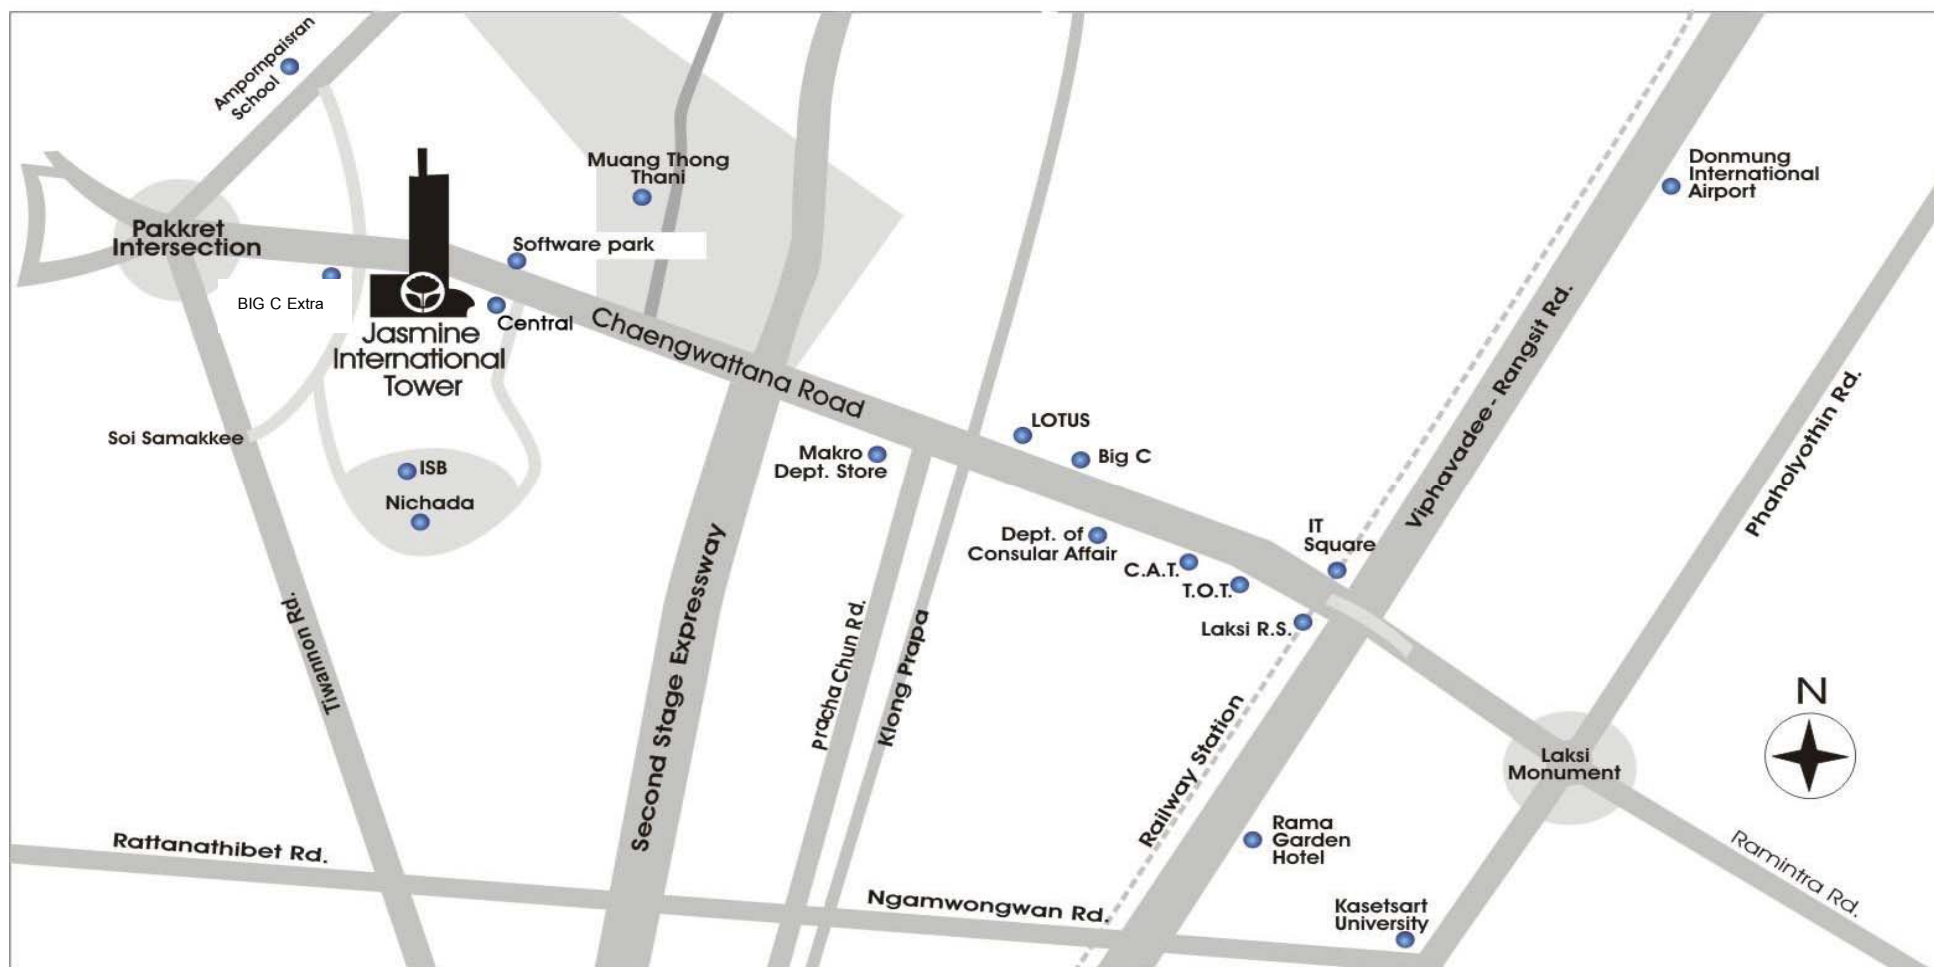 Ampornpaisran
School
Muang Thong
Thani
Donmung
International
Airport
Pakkret
Intersection
Software park
BIG C Extra
Central
Jasmine
International
Tower
Chaengwattana Road
Viphavadee - Rangsit Rd.
Phaholyothin Rd.
Soi Samakkee
LOTUS
Makro
Dept. Store
Big C
ISB
Nichada
IT
Square
Dept. of
Consular Affair
C.A.T.
T.O.T.
Laksi R.S.
Tiwannon Rd.
Second Stage Expressway
Pracha Chun Rd.
Klong Prapa
Railway Station
N
Laksi
Monument
Rama
Garden
Hotel
Ramintra Rd.
Rattanathibet Rd.
Ngamwongwan Rd.
Kasetsart
University